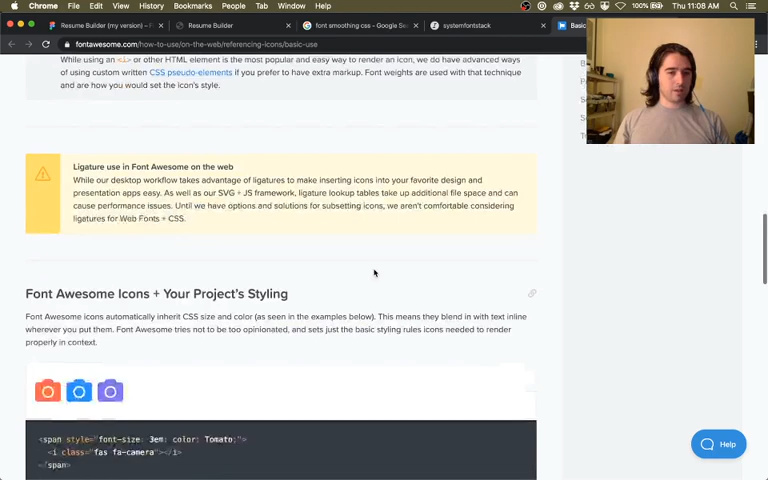 Chrome File Edit View History Bookmarks People Tab Window Help 100% Thu 11:08 AM
Resume Builder (my version) – F
Resume Builder
font smoothing css - Google Se
systemfontstack
Basic
fontawesome.com/how-to-use/on-the-web/referencing-icons/basic-use
While using an <i> or other HTML element is the most popular and easy way to render an icon, we do have advanced ways
of using custom written CSS pseudo-elements if you prefer to have extra markup. Font weights are used with that technique
and are how you would set the icon's style.
Ligature use in Font Awesome on the web
While our desktop workflow takes advantage of ligatures to make inserting icons into your favorite design and
presentation apps easy. As well as our SVG + JS framework, ligature lookup tables take up additional file space and can
cause performance issues. Until we have options and solutions for subsetting icons, we aren't comfortable considering
ligatures for Web Fonts + CSS.
Font Awesome Icons + Your Project's Styling
Font Awesome icons automatically inherit CSS size and color (as seen in the examples below). This means they blend in with text inline
wherever you put them. Font Awesome tries not to be too opinionated, and sets just the basic styling rules icons needed to render
properly in context.
<span style="font-size: 3em; color: Tomato;">
<i class="fas fa-camera"></i>
</span>
Help